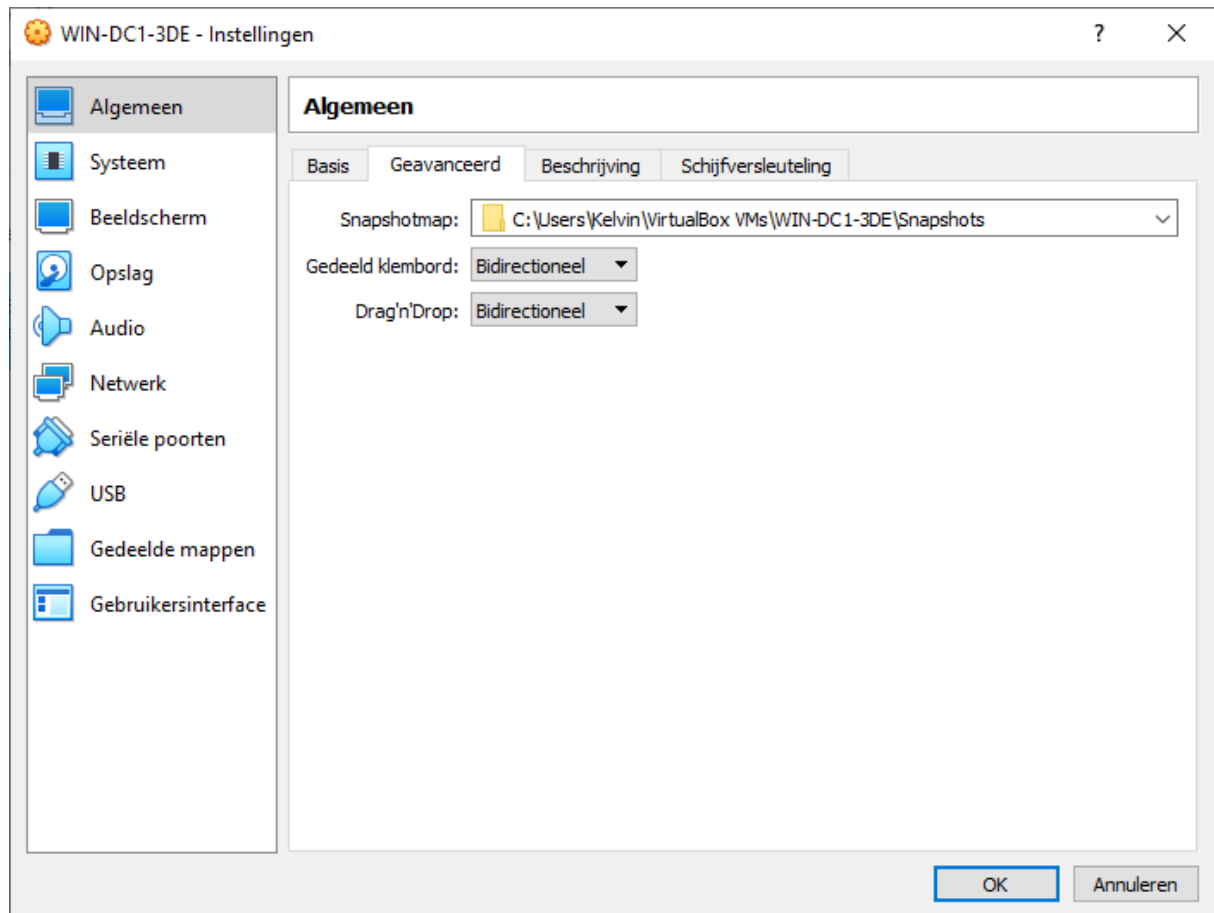 WIN-DC1-3DE - Instellingen
?
Algemeen
Systeem
Beeldscherm
Opslag
Audio
Netwerk
Seriële poorten
USB
Gedeelde mappen
Gebruikersinterface
Algemeen
Basis Geavanceerd Beschrijving Schijfversleuteling
Snapshotmap: C:\Users\Kelvin\VirtualBox VMs\WIN-DC1-3DE\Snapshots
Gedeeld klembord: Bidirectioneel
Drag'n'Drop: Bidirectioneel
OK Annuleren